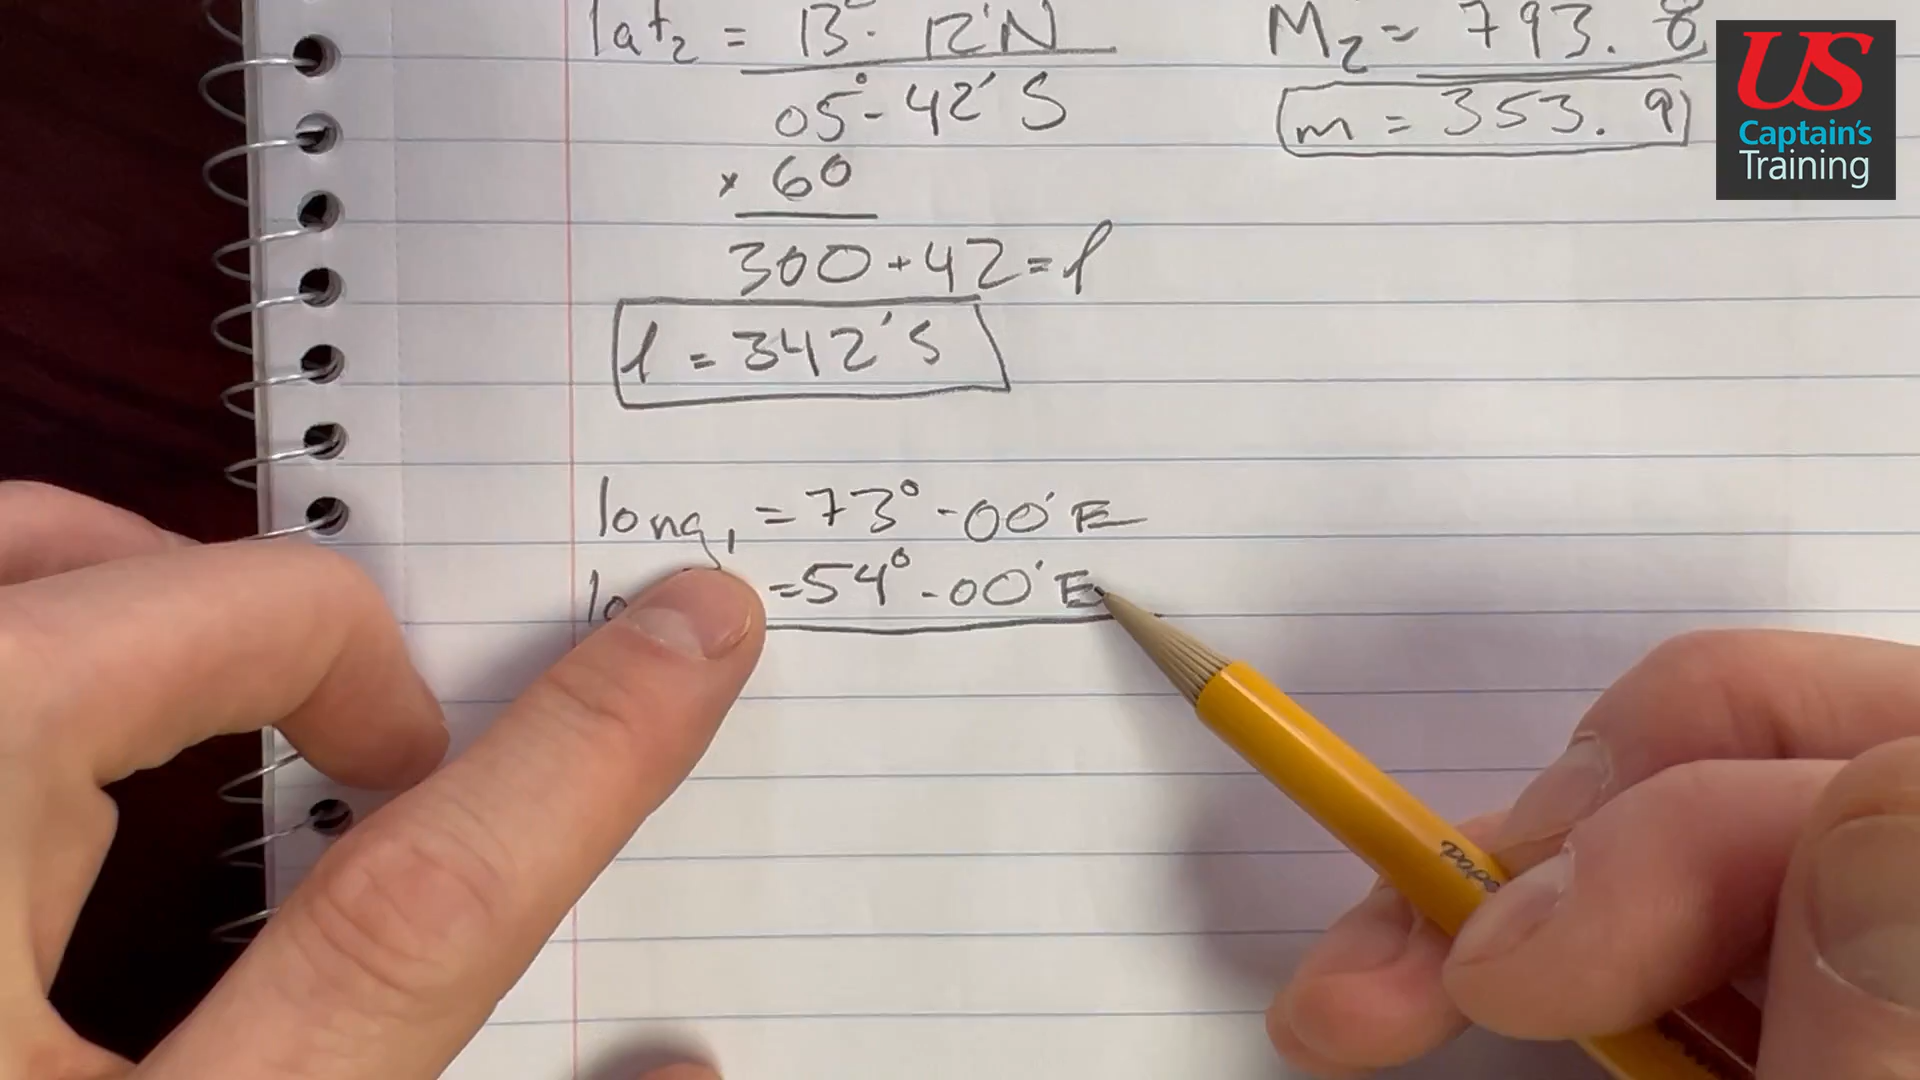 lat₂ = 13°- 12'N
M₂ = 793. 8
05°- 42'S
m = 353. 9
× 60
300 + 42 = l
l = 342'S
long₁ = 73° - 00' E
= 54° - 00' E
US
Captain's
Training